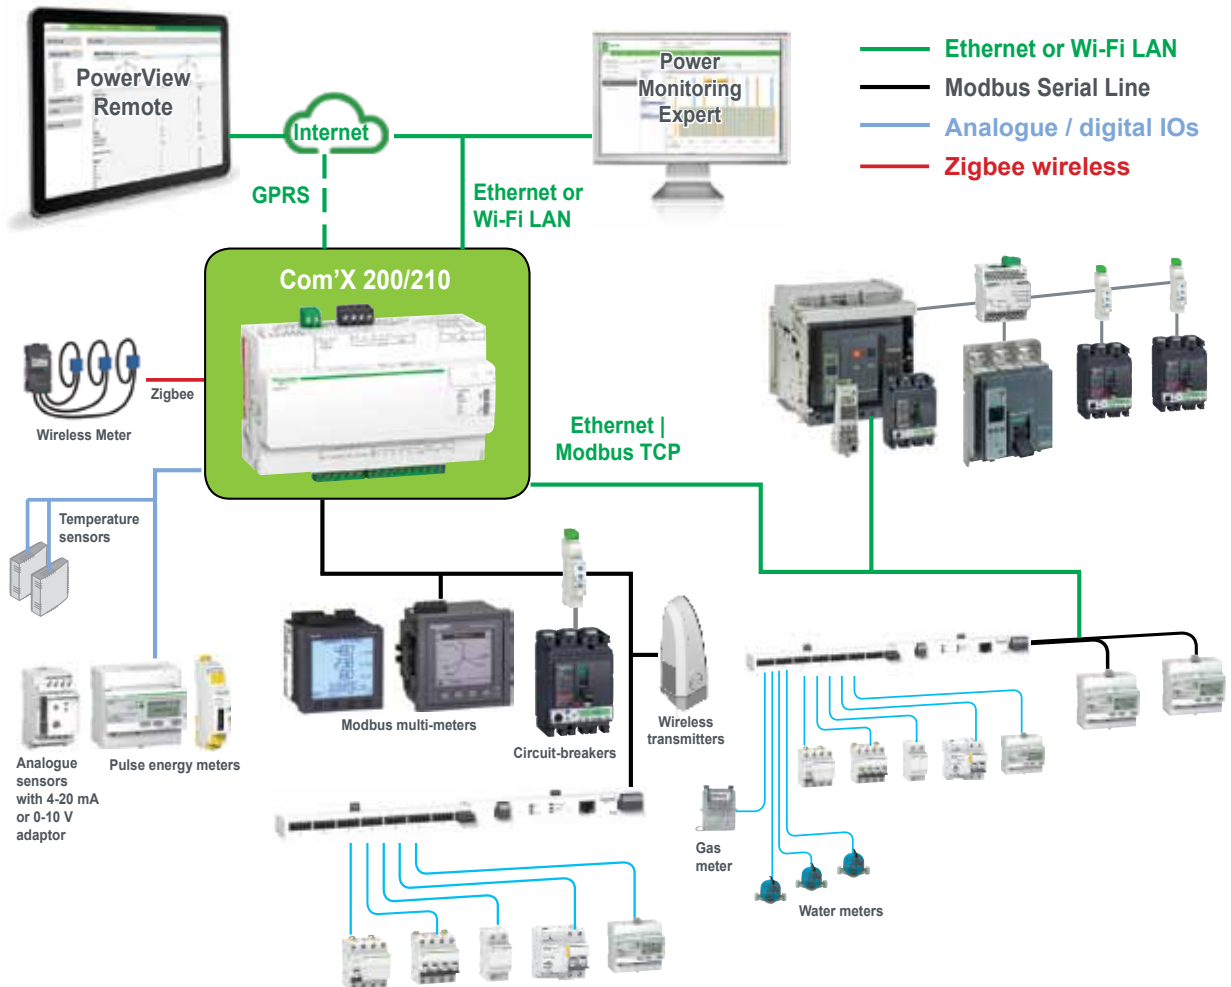 PowerView
Remote
Internet
Power
Monitoring
Expert
Ethernet or Wi-Fi LAN
Modbus Serial Line
Analogue / digital IOs
Zigbee wireless
GPRS
Ethernet or
Wi-Fi LAN
Com'X 200/210
Zigbee
Wireless Meter
Ethernet |
Modbus TCP
Temperature
sensors
Modbus multi-meters
Circuit-breakers
Wireless
transmitters
Analogue
sensors
with 4-20 mA
or 0-10 V
adaptor
Pulse energy meters
Gas
meter
Water meters